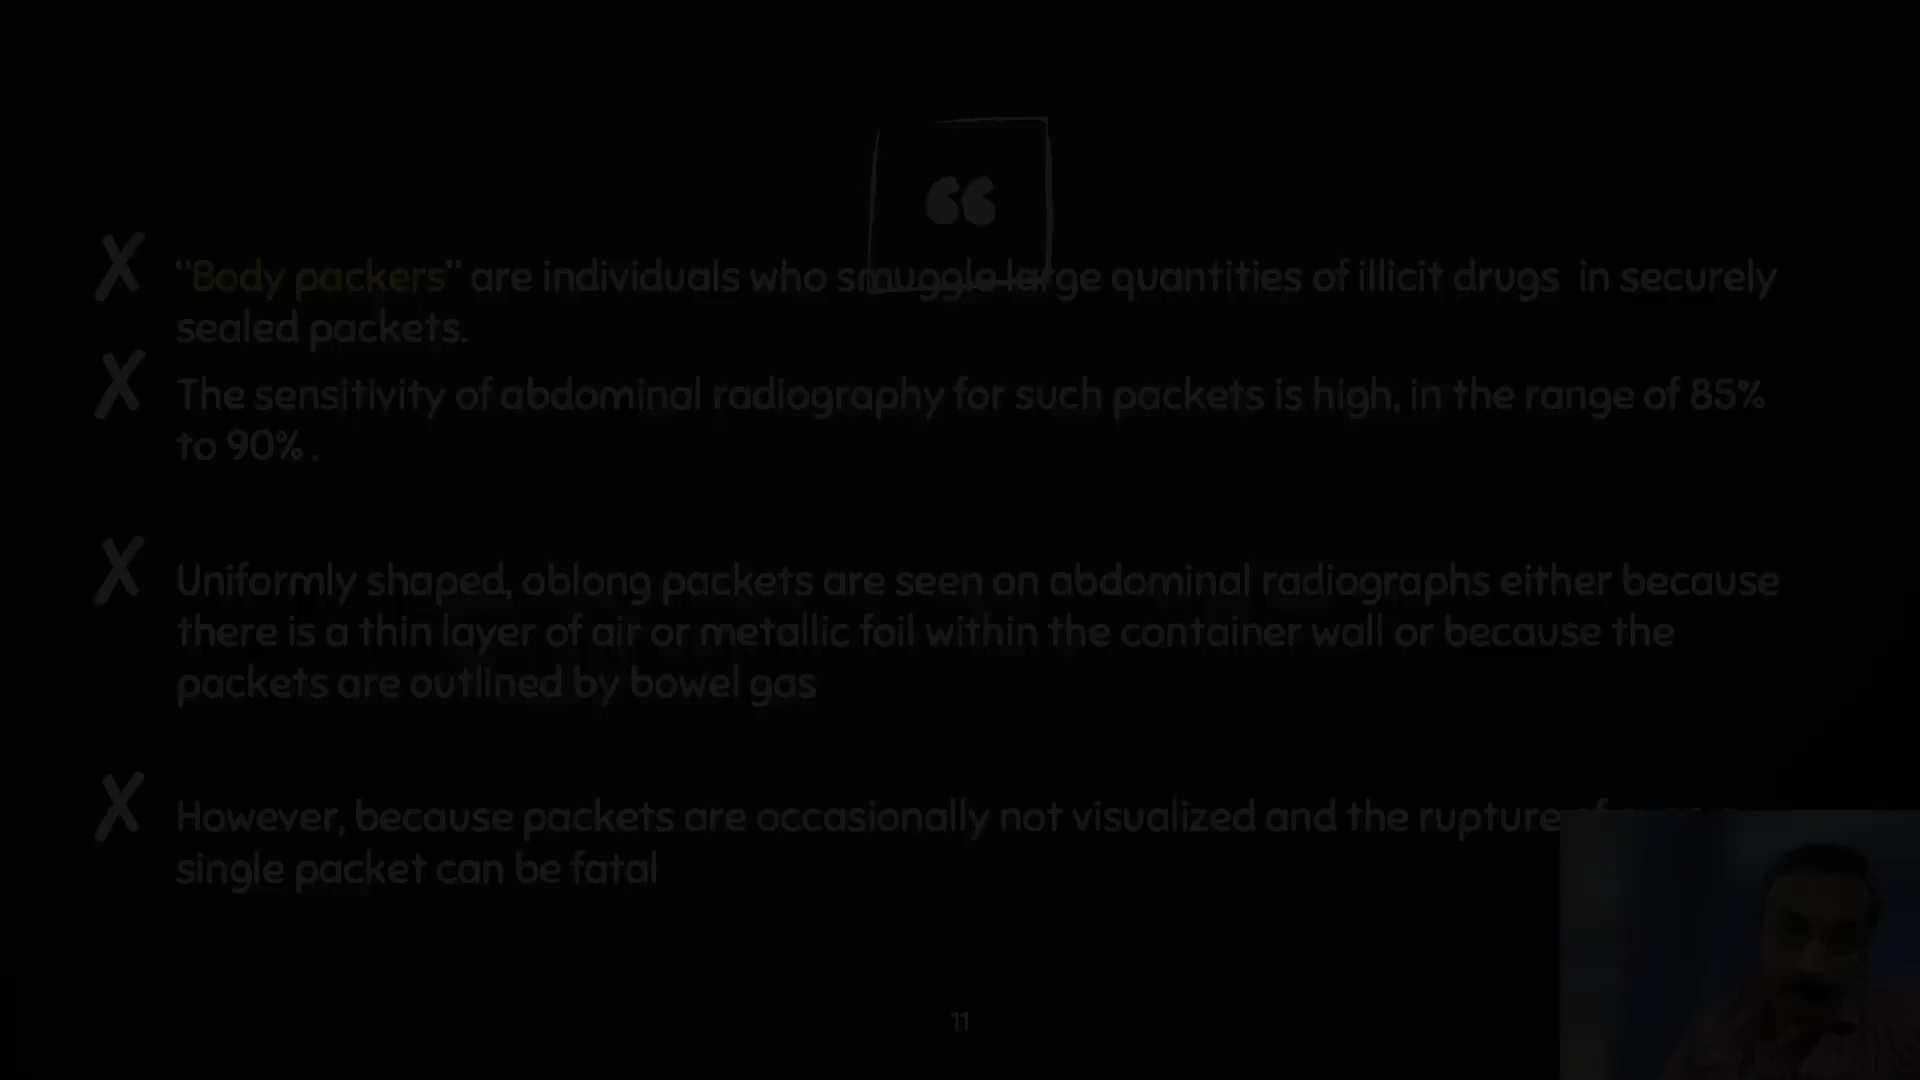 “
"Body packers" are individuals who smuggle large quantities of illicit drugs in securely
sealed packets.
The sensitivity of abdominal radiography for such packets is high, in the range of 85%
to 90% .
Uniformly shaped, oblong packets are seen on abdominal radiographs either because
there is a thin layer of air or metallic foil within the container wall or because the
packets are outlined by bowel gas
However, because packets are occasionally not visualized and the rupture of
single packet can be fatal
11